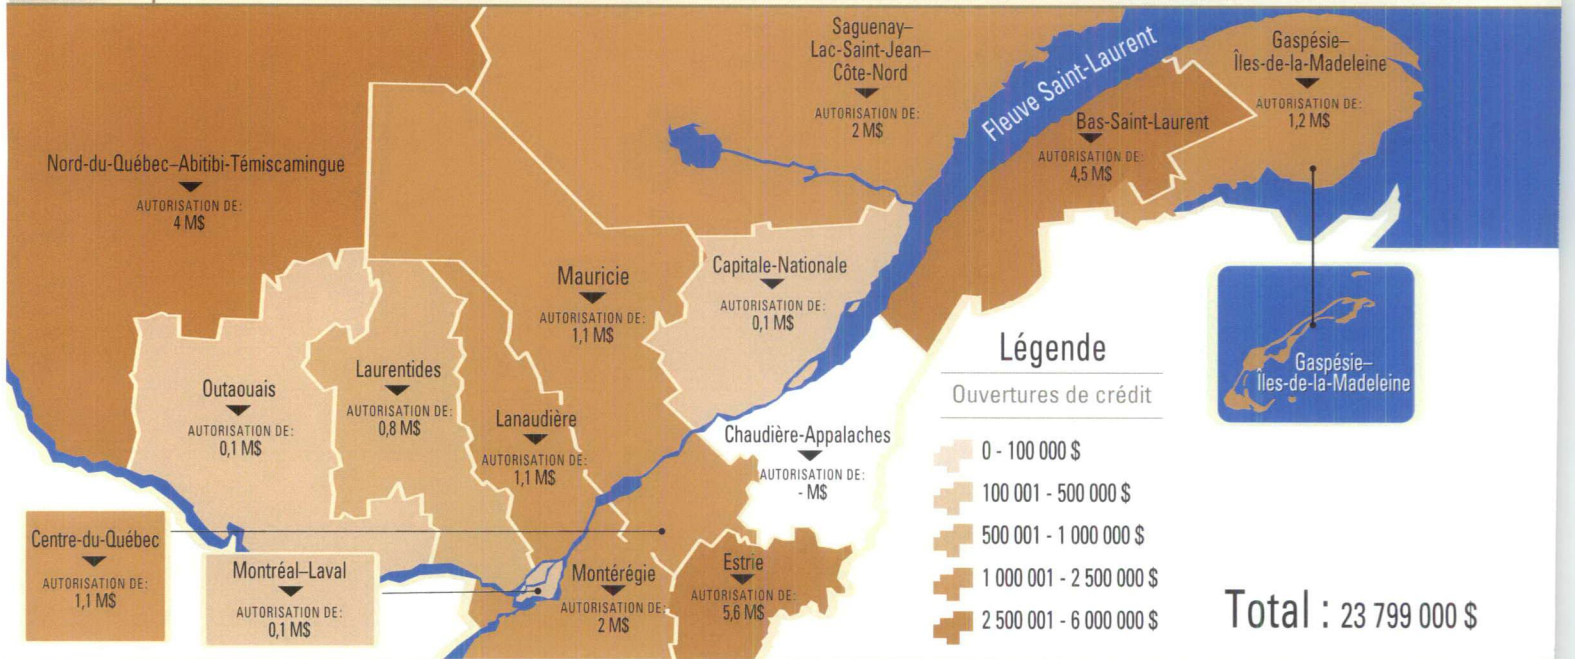 Saguenay–
Lac-Saint-Jean–
Côte-Nord
AUTORISATION DE:
2 M$
Fleuve Saint-Laurent
Gaspésie–
Îles-de-la-Madeleine
AUTORISATION DE:
1,2 M$
Bas-Saint-Laurent
AUTORISATION DE:
4,5 M$
Nord-du-Québec–Abitibi-Témiscamingue
AUTORISATION DE:
4 M$
Mauricie
AUTORISATION DE:
1,1 M$
Capitale-Nationale
AUTORISATION DE:
0,1 M$
Outaouais
AUTORISATION DE:
0,1 M$
Laurentides
AUTORISATION DE:
0,8 M$
Lanaudière
AUTORISATION DE:
1,1 M$
Chaudière-Appalaches
AUTORISATION DE:
- M$
Centre-du-Québec
AUTORISATION DE:
1,1 M$
Montréal–Laval
AUTORISATION DE:
0,1 M$
Montérégie
AUTORISATION DE:
2 M$
Estrie
AUTORISATION DE:
5,6 M$
Légende
Ouvertures de crédit
0 - 100 000 $
100 001 - 500 000 $
500 001 - 1 000 000 $
1 000 001 - 2 500 000 $
2 500 001 - 6 000 000 $
Gaspésie–
Îles-de-la-Madeleine
Total : 23 799 000 $